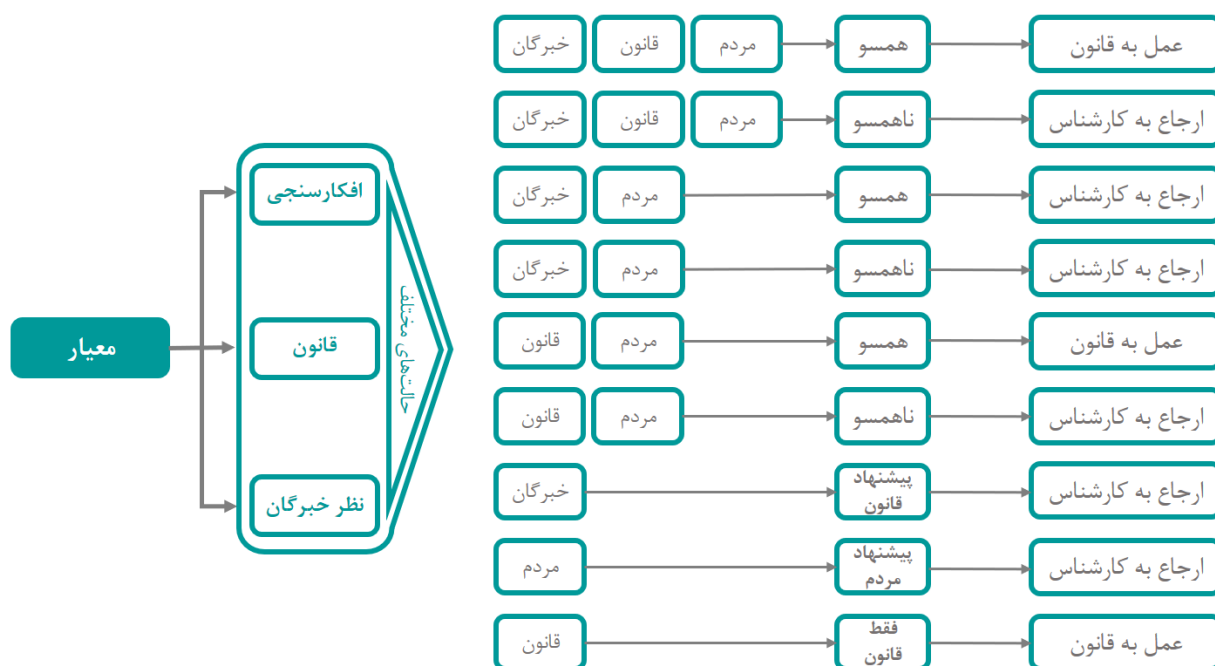 معیار
افکارسنجی
قانون
نظر خبرگان
حالت‌های مختلف
خبرگان قانون مردم همسو عمل به قانون
خبرگان قانون مردم ناهمسو ارجاع به کارشناس
خبرگان مردم همسو ارجاع به کارشناس
خبرگان مردم ناهمسو ارجاع به کارشناس
قانون مردم همسو عمل به قانون
قانون مردم ناهمسو ارجاع به کارشناس
خبرگان پیشنهاد قانون ارجاع به کارشناس
مردم پیشنهاد مردم ارجاع به کارشناس
قانون فقط قانون عمل به قانون